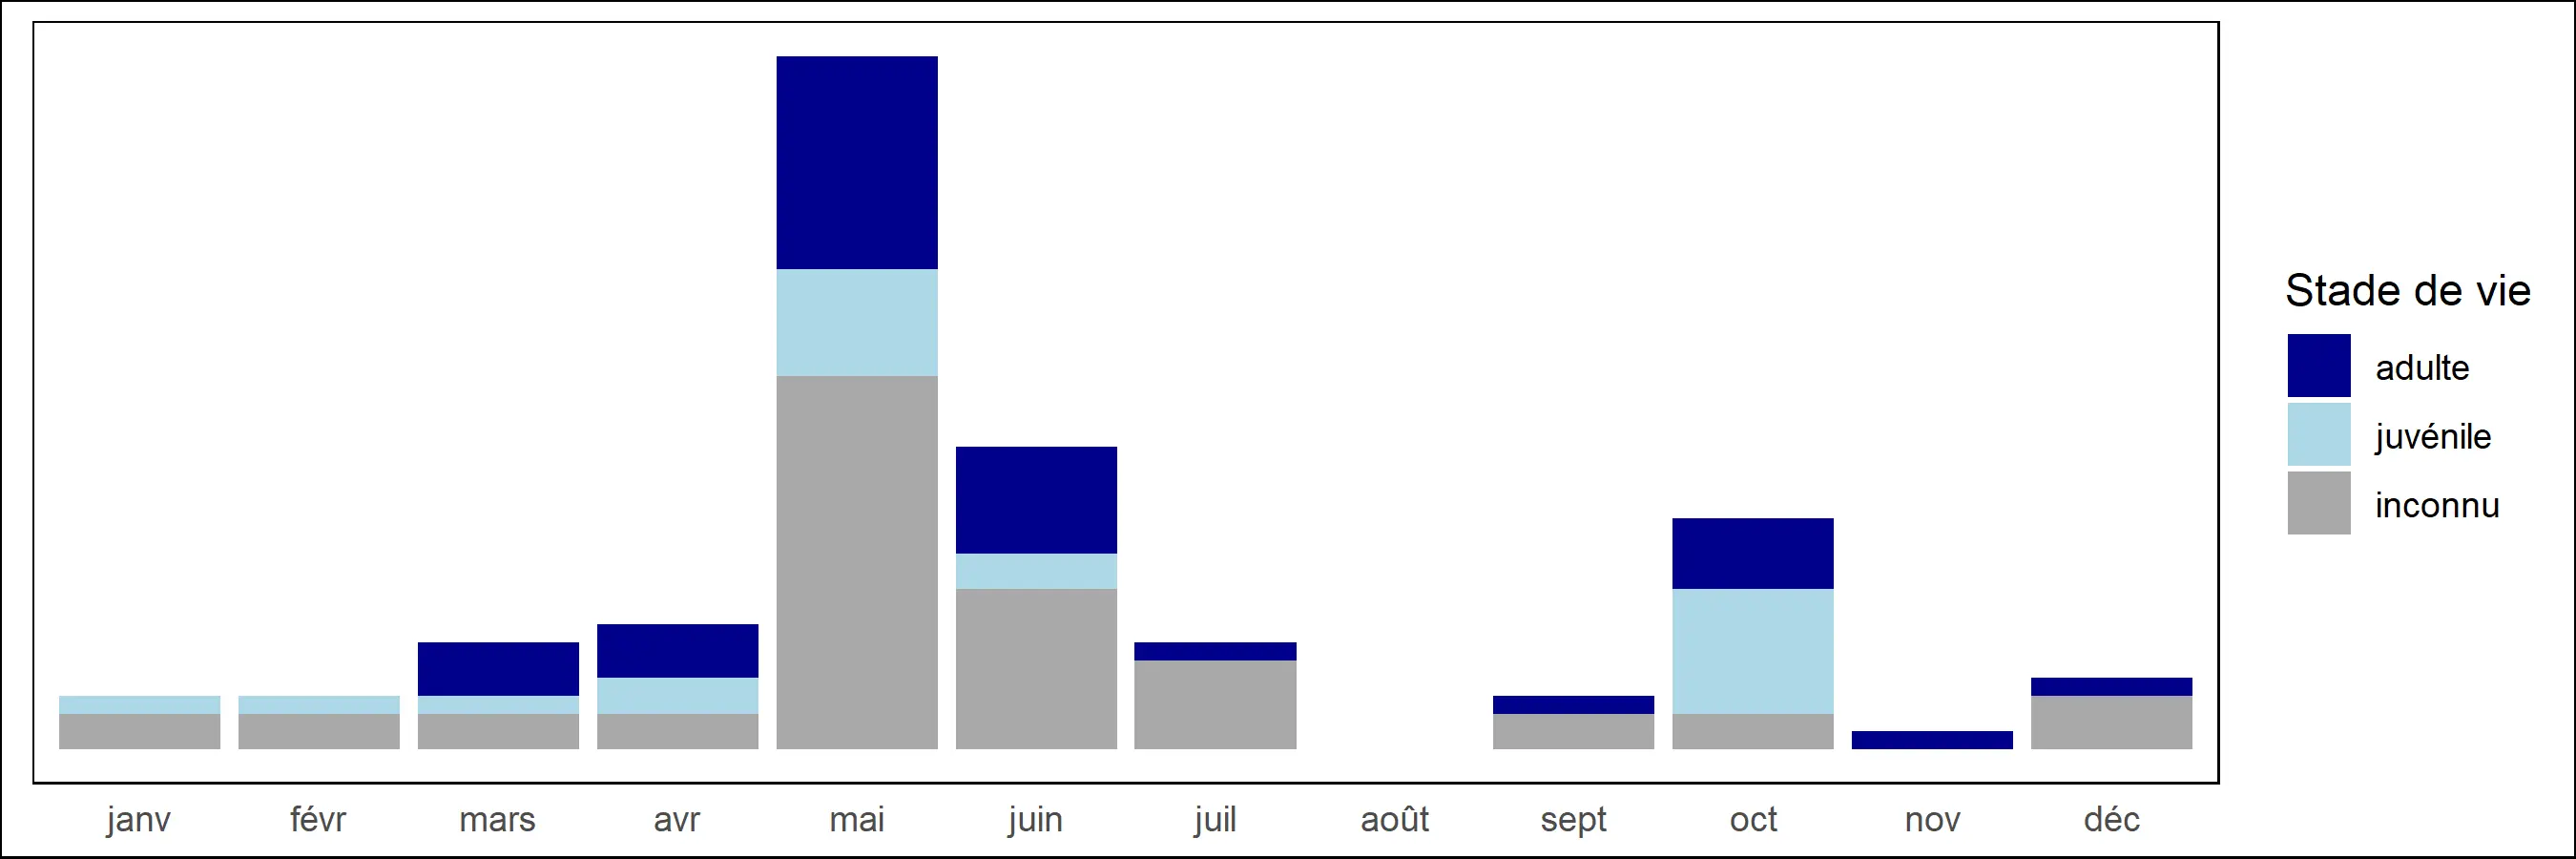 Stade de vie
adulte
juvénile
inconnu
janv févr mars avr mai juin juil août sept oct nov déc